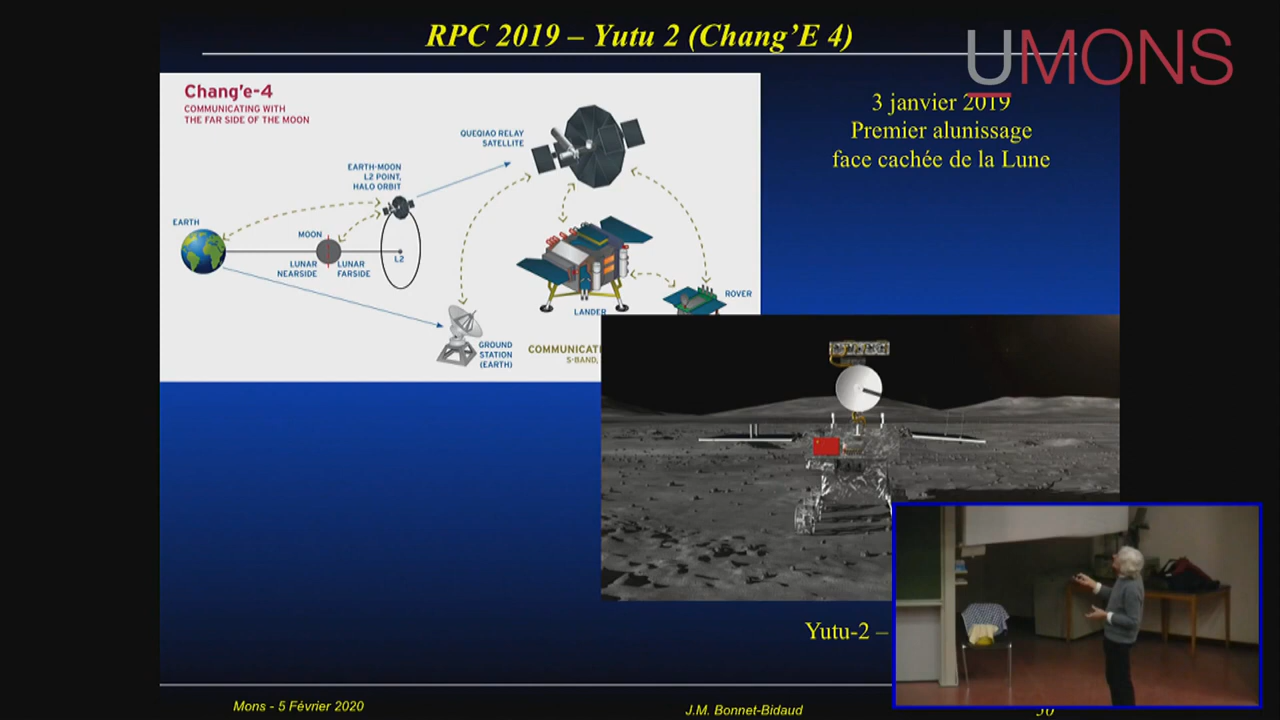 RPC 2019 – Yutu 2 (Chang'E 4)
UMONS
Chang'e-4
COMMUNICATING WITH
THE FAR SIDE OF THE MOON
QUEQIAO RELAY
SATELLITE
EARTH-MOON
L2 POINT,
HALO ORBIT
EARTH
MOON
LUNAR
NEARSIDE
LUNAR
FARSIDE
L2
ROVER
LANDER
GROUND
STATION
(EARTH)
COMMUNICATI
S-BAND,
3 janvier 2019
Premier alunissage
face cachée de la Lune
Yutu-2 –
Mons - 5 Février 2020
J.M. Bonnet-Bidaud